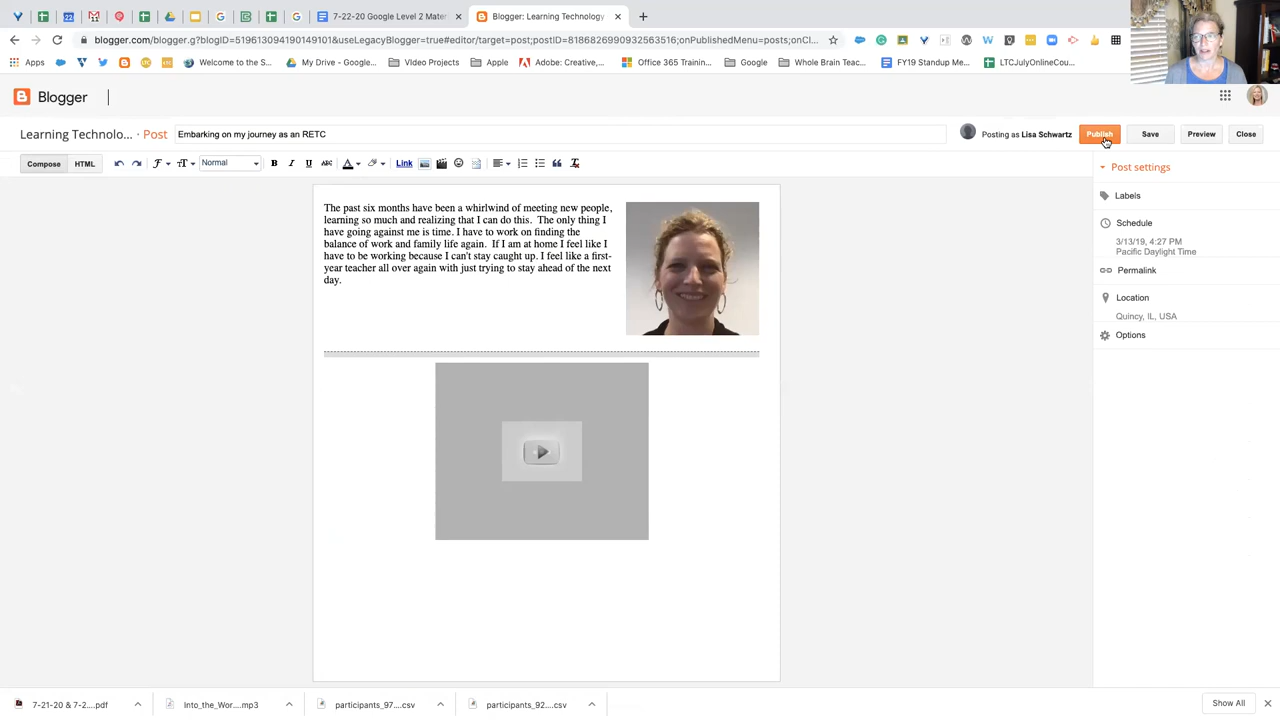 7-22-20 Google Level 2 Mater
Blogger: Learning Technology
blogger.com/blogger.g?blogID=5196130941904914101&useLegacyBlogger=true#editor/target=post;postID=8186826990932563516;onPublishedMenu=posts;onCl...
Apps
Welcome to the S...
My Drive - Google...
VIdeo Projects
Apple
Adobe: Creative,...
Office 365 Training...
Google
Whole Brain Teac...
FY19 Standup Me...
LTCJulyOnlineCou...
Blogger
Learning Technolo... · Post
Embarking on my journey as an RETC
Posting as Lisa Schwartz
Publish
Save
Preview
Close
Compose
HTML
Normal
B I U ABC A Link
Post settings
Labels
Schedule
3/13/19, 4:27 PM
Pacific Daylight Time
Permalink
Location
Quincy, IL, USA
Options
The past six months have been a whirlwind of meeting new people,
learning so much and realizing that I can do this.  The only thing I
have going against me is time. I have to work on finding the
balance of work and family life again.  If I am at home I feel like I
have to be working because I can't stay caught up. I feel like a first-
year teacher all over again with just trying to stay ahead of the next
day.
7-21-20 & 7-2....pdf
Into_the_Wor....mp3
participants_97....csv
participants_92....csv
Show All